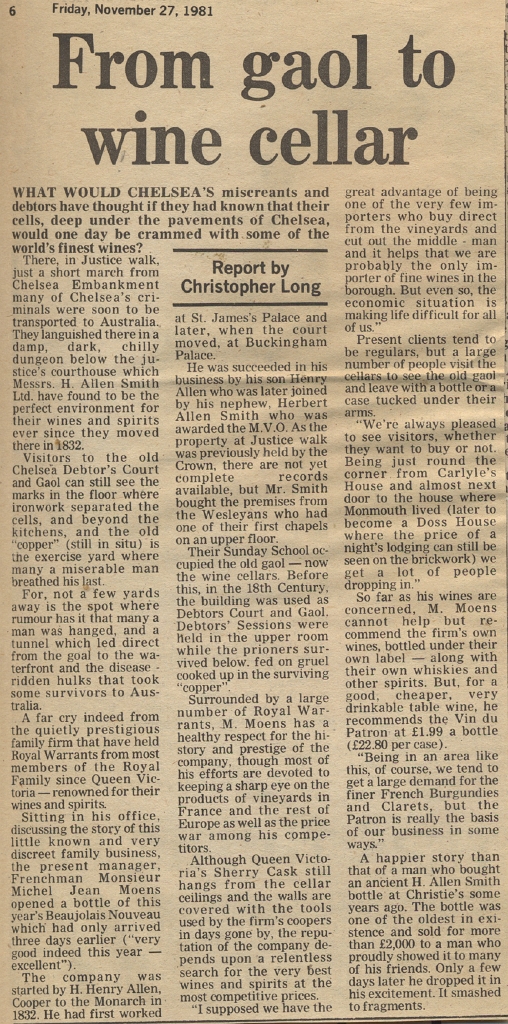 6 Friday, November 27, 1981
From gaol to
wine cellar
WHAT WOULD CHELSEA'S miscreants and
debtors have thought if they had known that their
cells, deep under the pavements of Chelsea,
would one day be crammed with some of the
world's finest wines?
There, in Justice walk,
just a short march from
Chelsea Embankment
many of Chelsea's cri-
minals were soon to be
transported to Australia.
They languished there in a
damp, dark, chilly
dungeon below the ju-
stice's courthouse which
Messrs. H. Allen Smith
Ltd. have found to be the
perfect environment for
their wines and spirits
ever since they moved
there in 1832.
Visitors to the old
Chelsea Debtor's Court
and Gaol can still see the
marks in the floor where
ironwork separated the
cells, and beyond the
kitchens, and the old
"copper" (still in situ) is
the exercise yard where
many a miserable man
breathed his last.
For, not a few yards
away is the spot where
rumour has it that many a
man was hanged, and a
tunnel which led direct
from the goal to the wa-
terfront and the disease -
ridden hulks that took
some survivors to Aus-
tralia.
A far cry indeed from
the quietly prestigious
family firm that have held
Royal Warrants from most
members of the Royal
Family since Queen Vic-
toria — renowned for their
wines and spirits.
Sitting in his office,
discussing the story of this
little known and very
discreet family business,
the present manager,
Frenchman Monsieur
Michel Jean Moens
opened a bottle of this
year's Beaujolais Nouveau
which had only arrived
three days earlier ("very
good indeed this year —
excellent").
The company was
started by H. Henry Allen,
Cooper to the Monarch in
1832. He had first worked
Report by
Christopher Long
at St. James's Palace and
later, when the court
moved, at Buckingham
Palace.
He was succeeded in his
business by his son Henry
Allen who was later joined
by his nephew, Herbert
Allen Smith who was
awarded the M.V.O. As the
property at Justice walk
was previously held by the
Crown, there are not yet
complete records
available, but Mr. Smith
bought the premises from
the Wesleyans who had
one of their first chapels
on an upper floor.
Their Sunday School oc-
cupied the old gaol — now
the wine cellars. Before
this, in the 18th Century,
the building was used as
Debtors Court and Gaol.
Debtors' Sessions were
held in the upper room
while the prioners sur-
vived below. fed on gruel
cooked up in the surviving
"copper".
Surrounded by a large
number of Royal War-
rants, M. Moens has a
healthy respect for the hi-
story and prestige of the
company, though most of
his efforts are devoted to
keeping a sharp eye on the
products of vineyards in
France and the rest of
Europe as well as the price
war among his compe-
titors.
Although Queen Victo-
ria's Sherry Cask still
hangs from the cellar
ceilings and the walls are
covered with the tools
used by the firm's coopers
in days gone by, the repu-
tation of the company de-
pends upon a relentless
search for the very best
wines and spirits at the
most competitive prices.
"I supposed we have the
great advantage of being
one of the very few im-
porters who buy direct
from the vineyards and
cut out the middle - man
and it helps that we are
probably the only im-
porter of fine wines in the
borough. But even so, the
economic situation is
making life difficult for all
of us."
Present clients tend to
be regulars, but a large
number of people visit the
cellars to see the old gaol
and leave with a bottle or a
case tucked under their
arms.
"We're always pleased
to see visitors, whether
they want to buy or not.
Being just round the
corner from Carlyle's
House and almost next
door to the house where
Monmouth lived (later to
become a Doss House
where the price of a
night's lodging can still be
seen on the brickwork) we
get a lot of people
dropping in."
So far as his wines are
concerned, M. Moens
cannot help but re-
commend the firm's own
wines, bottled under their
own label — along with
their own whiskies and
other spirits. But, for a
good, cheaper, very
drinkable table wine, he
recommends the Vin du
Patron at £1.99 a bottle
(£22.80 per case).
"Being in an area like
this, of course, we tend to
get a large demand for the
finer French Burgundies
and Clarets, but the
Patron is really the basis
of our business in some
ways."
A happier story than
that of a man who bought
an ancient H. Allen Smith
bottle at Christie's some
years ago. The bottle was
one of the oldest in exi-
stence and sold for more
than £2,000 to a man who
proudly showed it to many
of his friends. Only a few
days later he dropped it in
his excitement. It smashed
to fragments.